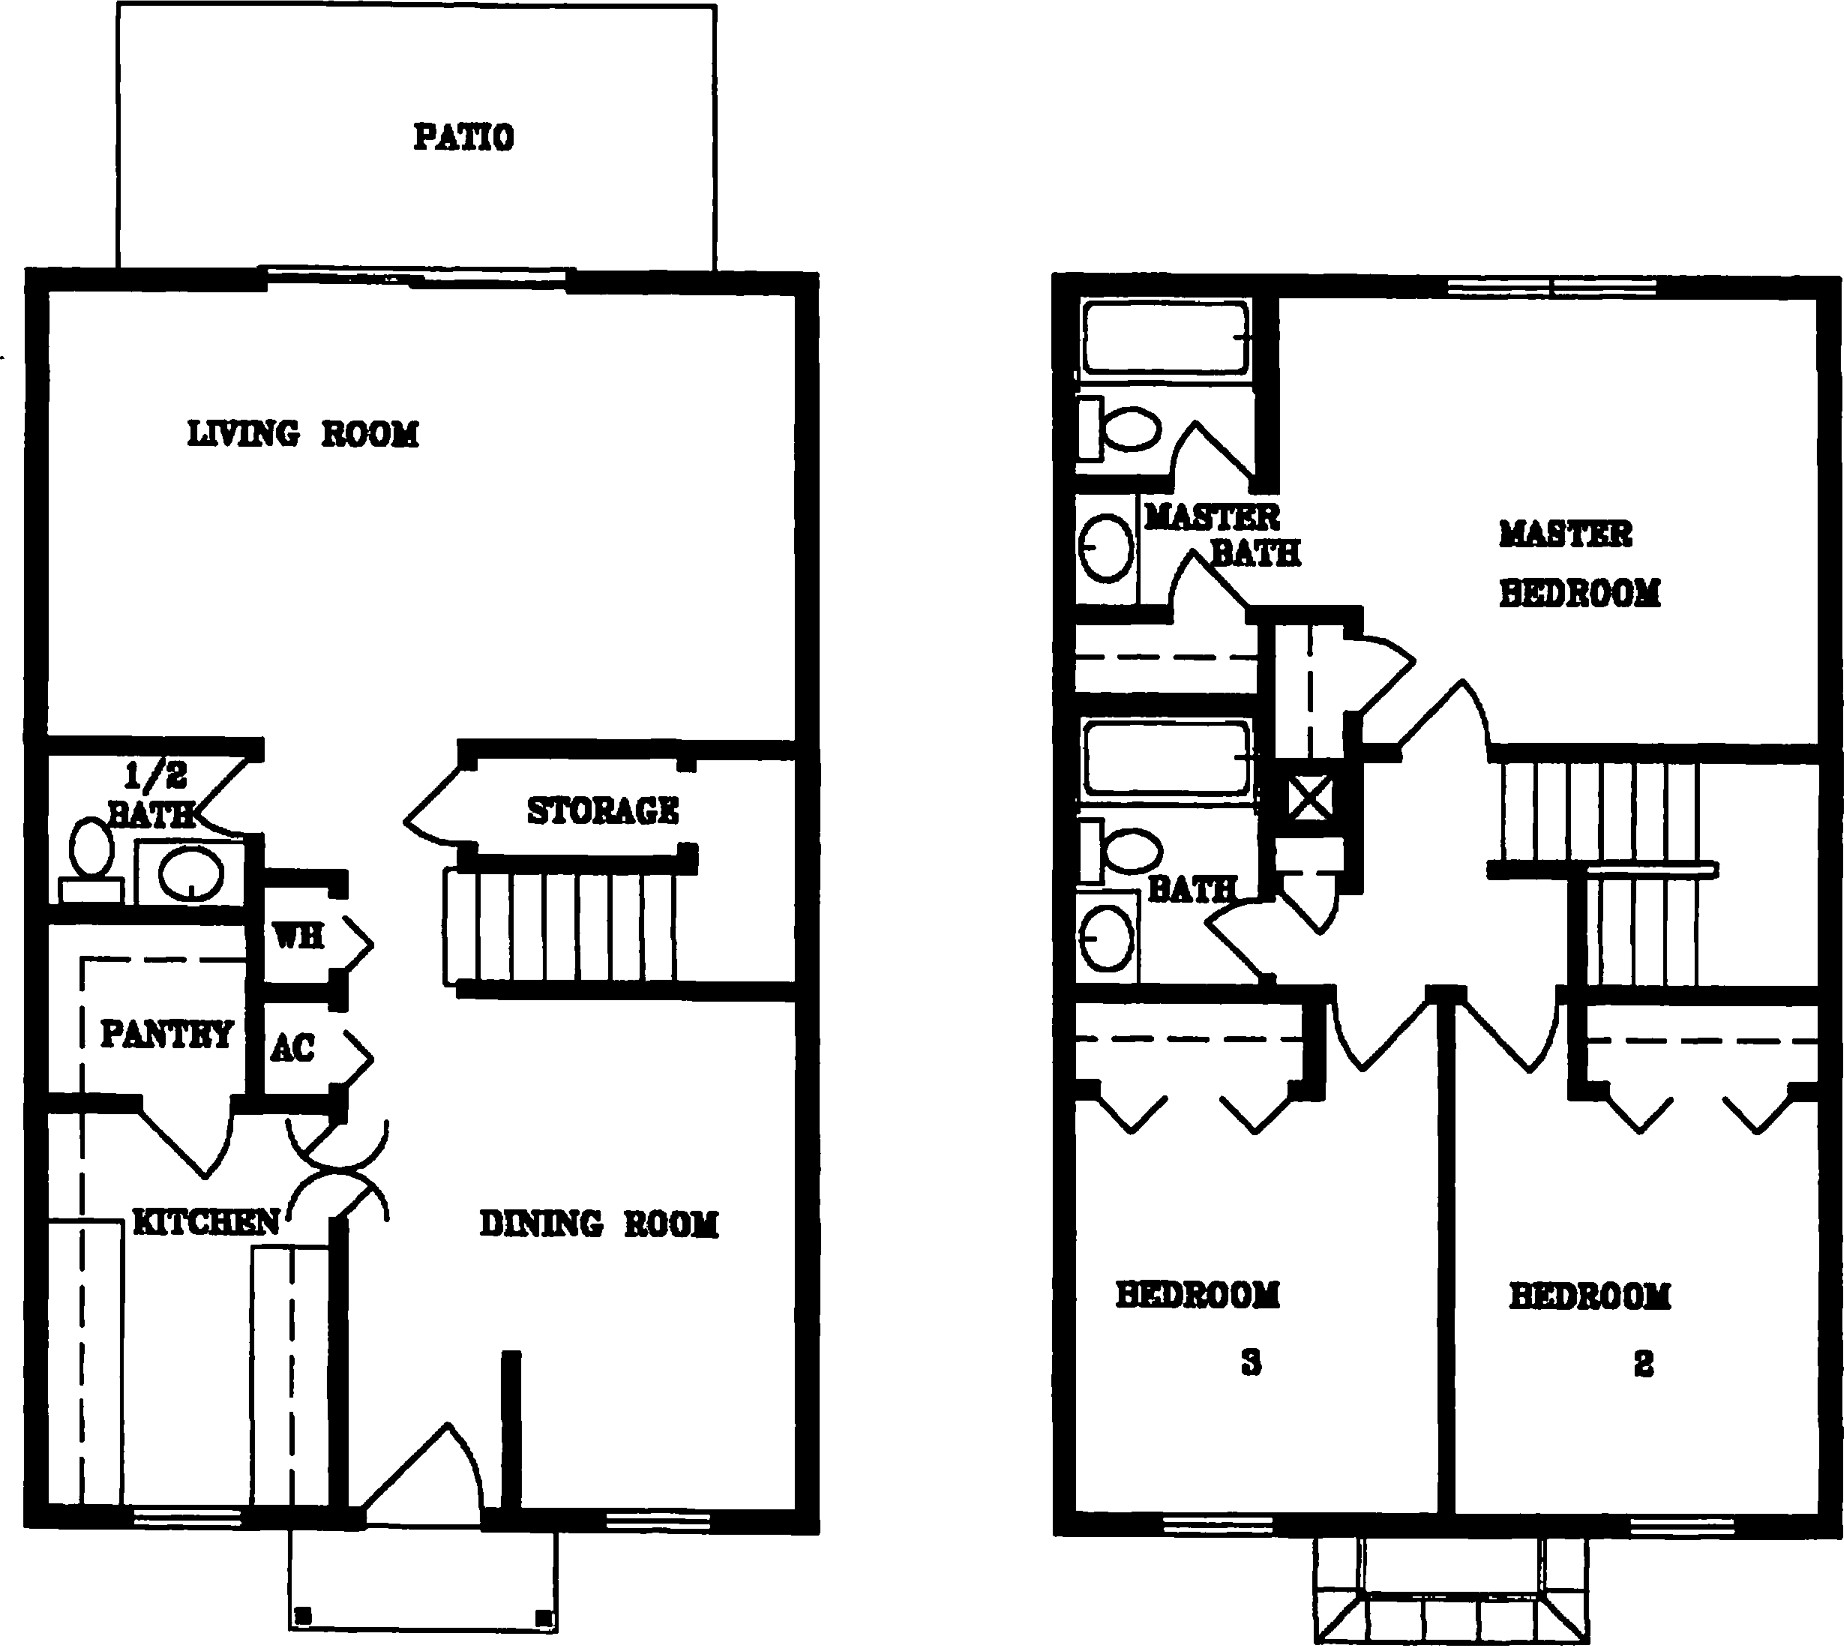 PATIO
LIVING ROOM
1/2
BATH
STORAGE
WH
PANTRY
AC
KITCHEN
DINING ROOM
MASTER
BATH
MASTER
BEDROOM
BATH
BEDROOM
3
BEDROOM
2